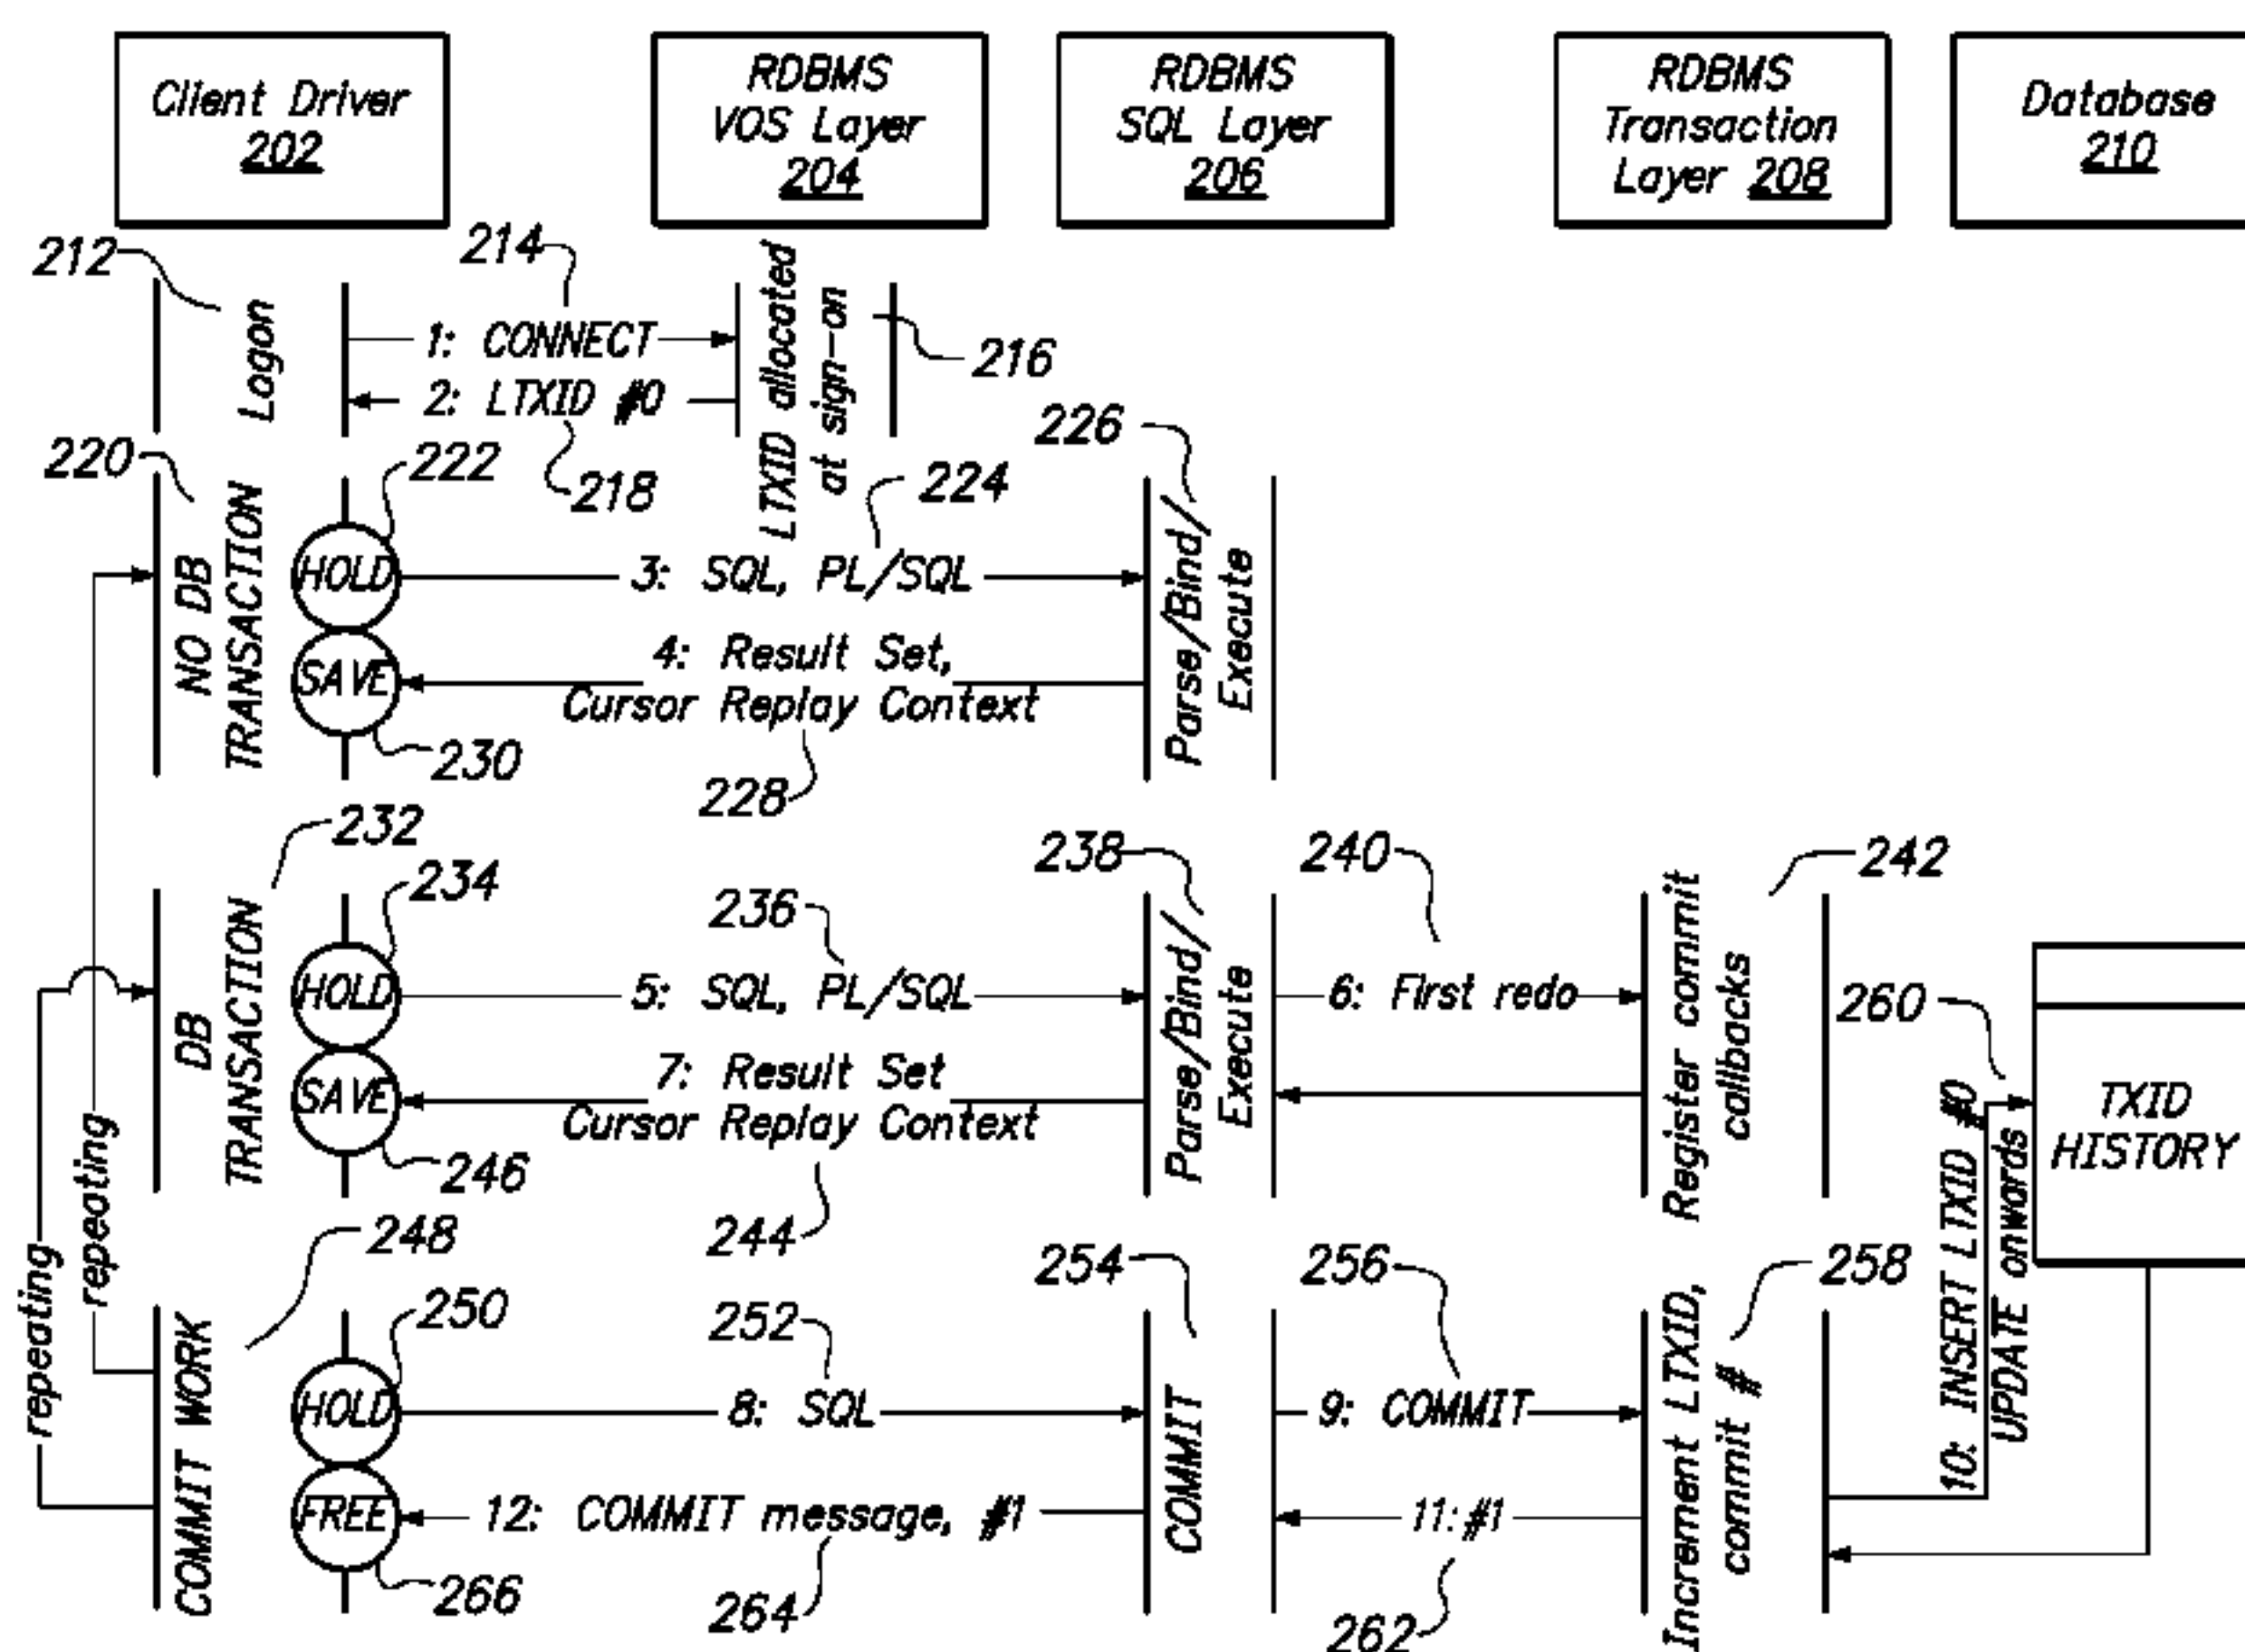 Client Driver
202
RDBMS
VOS Layer
204
RDBMS
SQL Layer
206
RDBMS
Transaction
Layer 208
Database
210
212
Logon
214
1: CONNECT
2: LTXID #0
218
LTXID allocated
at sign-on
216
220
NO DB
TRANSACTION
222
HOLD
224
3: SQL, PL/SQL
226
Parse/Bind/
Execute
SAVE
4: Result Set,
Cursor Replay Context
230
228
232
DB
TRANSACTION
234
HOLD
236
5: SQL, PL/SQL
238
Parse/Bind/
Execute
240
6: First redo
242
Register commit
callbacks
SAVE
7: Result Set
Cursor Replay Context
246
244
260
10: INSERT LTXID #0
UPDATE onwards
TXID
HISTORY
repeating
repeating
248
COMMIT WORK
250
HOLD
252
8: SQL
254
COMMIT
256
9: COMMIT
258
Increment LTXID,
commit #
FREE
12: COMMIT message, #1
11:#1
266
264
262